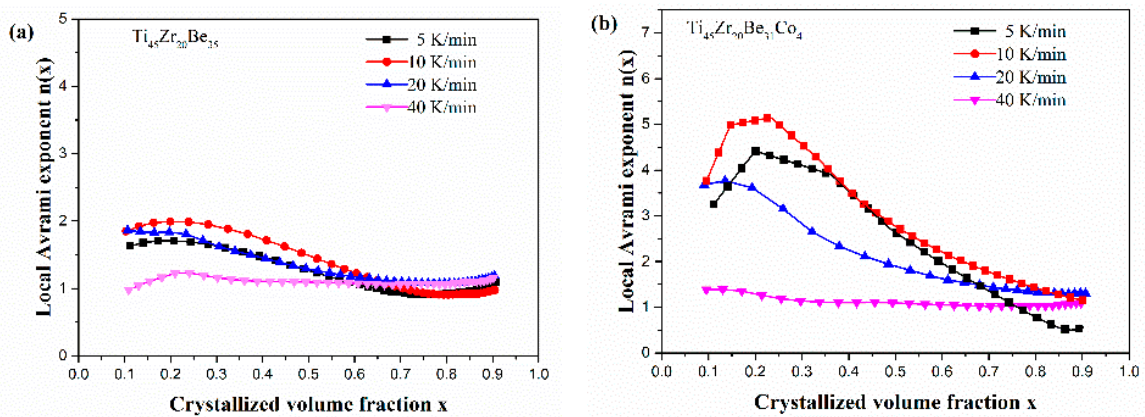 (a)
Ti45Zr20Be35
5 K/min
10 K/min
20 K/min
40 K/min
Local Avrami exponent n(x)
5
4
3
2
1
0
0.0 0.1 0.2 0.3 0.4 0.5 0.6 0.7 0.8 0.9 1.0
Crystallized volume fraction x
(b)
Ti45Zr20Be31Co4
5 K/min
10 K/min
20 K/min
40 K/min
Local Avrami exponent n(x)
7
6
5
4
3
2
1
0
0.0 0.1 0.2 0.3 0.4 0.5 0.6 0.7 0.8 0.9 1.0
Crystallized volume fraction x